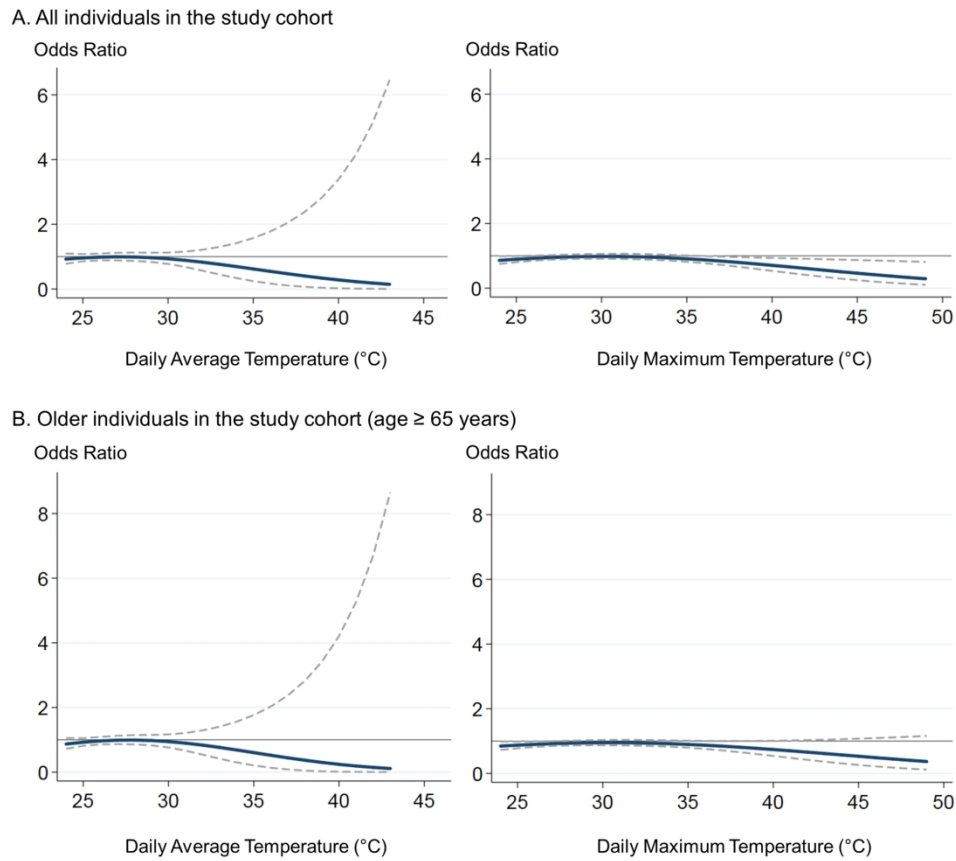 A. All individuals in the study cohort
Odds Ratio Odds Ratio
6 6
4 4
2 2
0 0
25 30 35 40 45 25 30 35 40 45 50
Daily Average Temperature (°C) Daily Maximum Temperature (°C)
B. Older individuals in the study cohort (age ≥ 65 years)
Odds Ratio Odds Ratio
8 8
6 6
4 4
2 2
0 0
25 30 35 40 45 25 30 35 40 45 50
Daily Average Temperature (°C) Daily Maximum Temperature (°C)